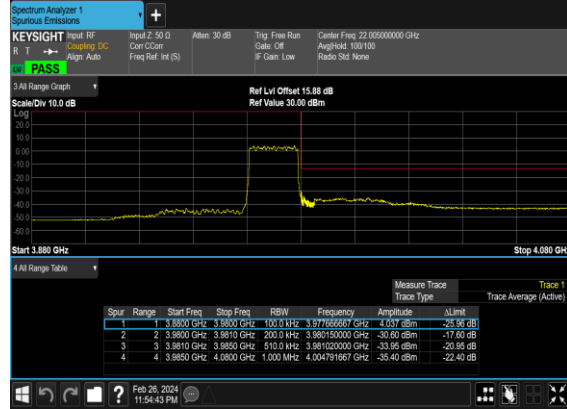 Spectrum Analyzer 1
Spurious Emissions
+
KEYSIGHT Input: RF Input Z: 50 Ω Atten: 30 dB Trig: Free Run Center Freq: 22.005000000 GHz
R T Coupling: DC Corr CCorr Gate: Off Avg|Hold: 100/100
Align: Auto Freq Ref: Int (S) IF Gain: Low Radio Std: None
PASS
3 All Range Graph
Ref Lvl Offset 15.88 dB
Scale/Div 10.0 dB Ref Value 30.00 dBm
Log
20.0
10.0
0.00
-10.0
-20.0
-30.0
-40.0
-50.0
-60.0
Start 3.880 GHz Stop 4.080 GHz
4 All Range Table
Measure Trace Trace 1
Trace Type Trace Average (Active)
Spur Range Start Freq Stop Freq RBW Frequency Amplitude ΔLimit
1 1 3.8800 GHz 3.9800 GHz 100.0 kHz 3.977666667 GHz 4.037 dBm -25.96 dB
2 2 3.9800 GHz 3.9810 GHz 200.0 kHz 3.980150000 GHz -30.60 dBm -17.60 dB
3 3 3.9810 GHz 3.9850 GHz 510.0 kHz 3.981020000 GHz -33.95 dBm -20.95 dB
4 4 3.9850 GHz 4.0800 GHz 1.000 MHz 4.004791667 GHz -35.40 dBm -22.40 dB
? Feb 26, 2024
11:54:43 PM